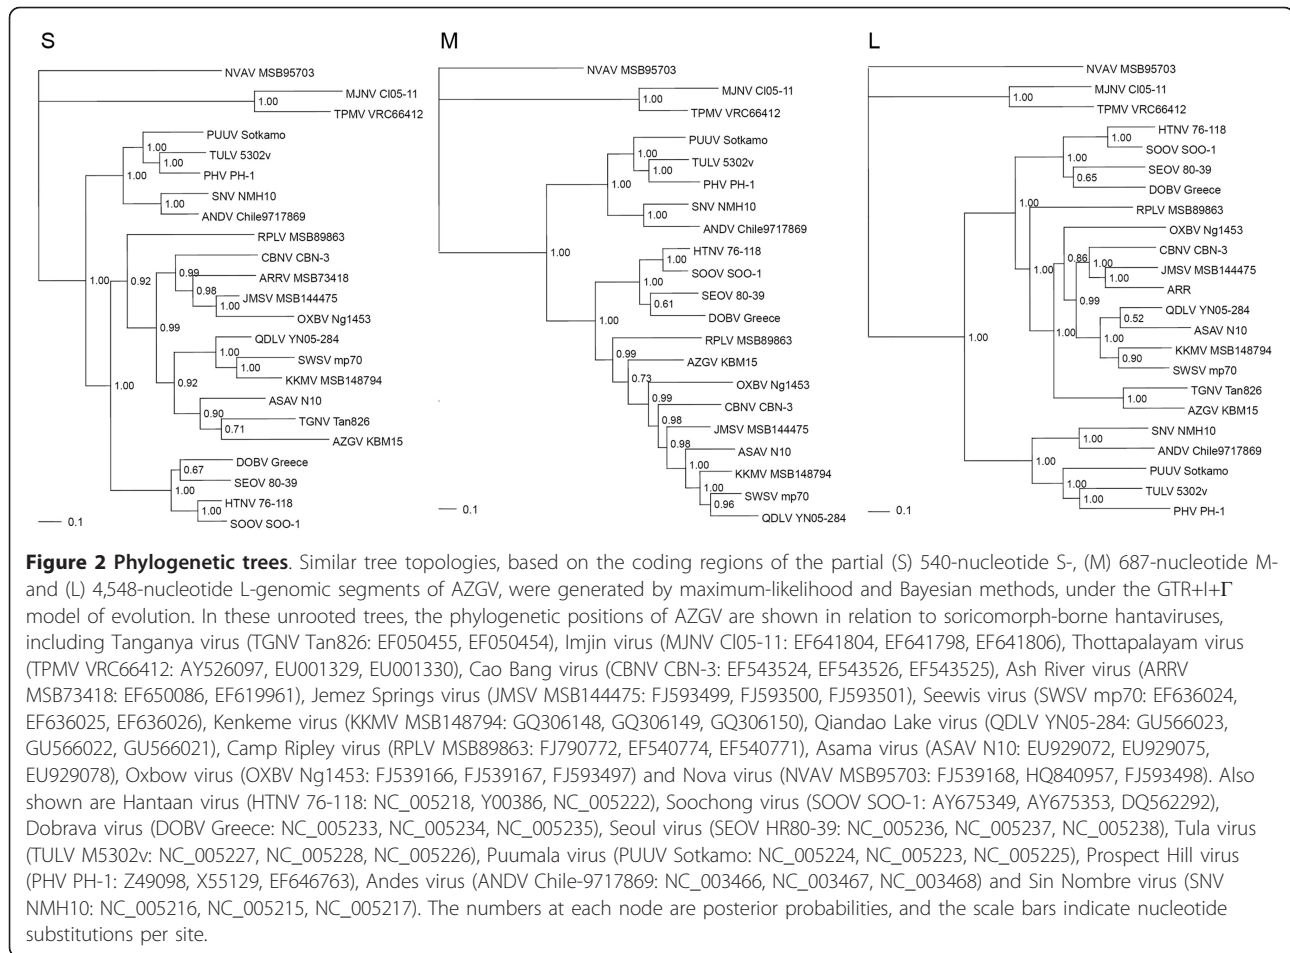 S
NVAV MSB95703
MJNV CI05-11
1.00
TPMV VRC66412
PUUV Sotkamo
1.00
TULV 5302v
1.00
1.00
PHV PH-1
SNV NMH10
1.00
ANDV Chile9717869
RPLV MSB89863
CBNV CBN-3
0.99
ARRV MSB73418
1.00
0.92
0.98
JMSV MSB144475
1.00
OXBV Ng1453
0.99
QDLV YN05-284
1.00
SWSV mp70
1.00
KKMV MSB148794
0.92
1.00
ASAV N10
0.90
TGNV Tan826
0.71
AZGV KBM15
DOBV Greece
0.67
SEOV 80-39
1.00
HTNV 76-118
1.00
SOOV SOO-1
0.1
M
NVAV MSB95703
MJNV CI05-11
1.00
TPMV VRC66412
PUUV Sotkamo
1.00
TULV 5302v
1.00
1.00
PHV PH-1
SNV NMH10
1.00
ANDV Chile9717869
1.00
HTNV 76-118
1.00
SOOV SOO-1
1.00
SEOV 80-39
0.61
DOBV Greece
1.00
RPLV MSB89863
0.99
AZGV KBM15
0.73
OXBV Ng1453
0.99
CBNV CBN-3
0.98
JMSV MSB144475
0.98
ASAV N10
1.00
KKMV MSB148794
1.00
SWSV mp70
0.96
QDLV YN05-284
0.1
L
NVAV MSB95703
MJNV CI05-11
1.00
TPMV VRC66412
HTNV 76-118
1.00
SOOV SOO-1
1.00
SEOV 80-39
0.65
DOBV Greece
1.00
RPLV MSB89863
OXBV Ng1453
CBNV CBN-3
0.86
1.00
JMSV MSB144475
1.00
1.00
ARR
0.99
QDLV YN05-284
0.52
ASAV N10
1.00
1.00
KKMV MSB148794
0.90
SWSV mp70
1.00
TGNV Tan826
1.00
AZGV KBM15
SNV NMH10
1.00
ANDV Chile9717869
1.00
PUUV Sotkamo
1.00
TULV 5302v
1.00
PHV PH-1
0.1
Figure 2 Phylogenetic trees. Similar tree topologies, based on the coding regions of the partial (S) 540-nucleotide S-, (M) 687-nucleotide M-
and (L) 4,548-nucleotide L-genomic segments of AZGV, were generated by maximum-likelihood and Bayesian methods, under the GTR+I+Γ
model of evolution. In these unrooted trees, the phylogenetic positions of AZGV are shown in relation to soricomorph-borne hantaviruses,
including Tanganya virus (TGNV Tan826: EF050455, EF050454), Imjin virus (MJNV Cl05-11: EF641804, EF641798, EF641806), Thottapalayam virus
(TPMV VRC66412: AY526097, EU001329, EU001330), Cao Bang virus (CBNV CBN-3: EF543524, EF543526, EF543525), Ash River virus (ARRV
MSB73418: EF650086, EF619961), Jemez Springs virus (JMSV MSB144475: FJ593499, FJ593500, FJ593501), Seewis virus (SWSV mp70: EF636024,
EF636025, EF636026), Kenkeme virus (KKMV MSB148794: GQ306148, GQ306149, GQ306150), Qiandao Lake virus (QDLV YN05-284: GU566023,
GU566022, GU566021), Camp Ripley virus (RPLV MSB89863: FJ790772, EF540774, EF540771), Asama virus (ASAV N10: EU929072, EU929075,
EU929078), Oxbow virus (OXBV Ng1453: FJ539166, FJ539167, FJ593497) and Nova virus (NVAV MSB95703: FJ539168, HQ840957, FJ593498). Also
shown are Hantaan virus (HTNV 76-118: NC_005218, Y00386, NC_005222), Soochong virus (SOOV SOO-1: AY675349, AY675353, DQ562292),
Dobrava virus (DOBV Greece: NC_005233, NC_005234, NC_005235), Seoul virus (SEOV HR80-39: NC_005236, NC_005237, NC_005238), Tula virus
(TULV M5302v: NC_005227, NC_005228, NC_005226), Puumala virus (PUUV Sotkamo: NC_005224, NC_005223, NC_005225), Prospect Hill virus
(PHV PH-1: Z49098, X55129, EF646763), Andes virus (ANDV Chile-9717869: NC_003466, NC_003467, NC_003468) and Sin Nombre virus (SNV
NMH10: NC_005216, NC_005215, NC_005217). The numbers at each node are posterior probabilities, and the scale bars indicate nucleotide
substitutions per site.